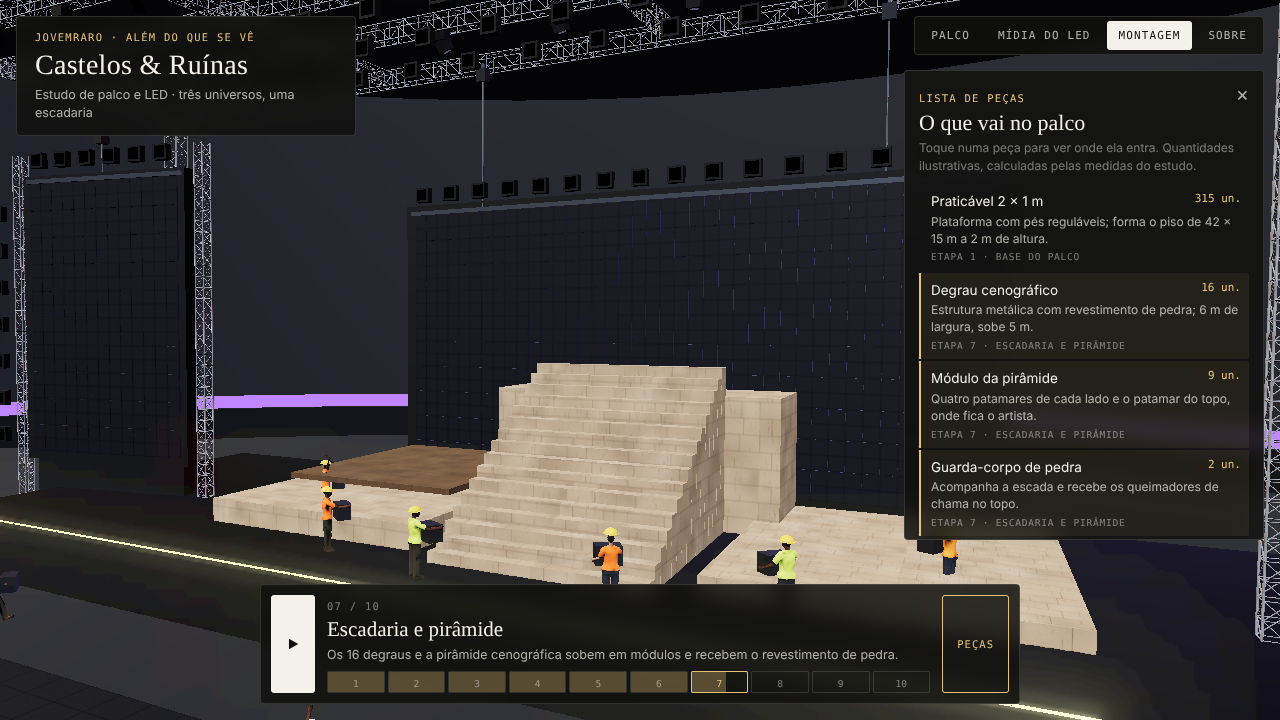 JOVEMRARO · ALÉM DO QUE SE VÊ
Castelos & Ruínas
Estudo de palco e LED · três universos, uma
escadaria
PALCO
MÍDIA DO LED
MONTAGEM
SOBRE
LISTA DE PEÇAS
✕
O que vai no palco
Toque numa peça para ver onde ela entra. Quantidades
ilustrativas, calculadas pelas medidas do estudo.
Praticável 2 × 1 m
315 un.
Plataforma com pés reguláveis; forma o piso de 42 ×
15 m a 2 m de altura.
ETAPA 1 · BASE DO PALCO
Degrau cenográfico
16 un.
Estrutura metálica com revestimento de pedra; 6 m de
largura, sobe 5 m.
ETAPA 7 · ESCADARIA E PIRÂMIDE
Módulo da pirâmide
9 un.
Quatro patamares de cada lado e o patamar do topo,
onde fica o artista.
ETAPA 7 · ESCADARIA E PIRÂMIDE
Guarda-corpo de pedra
2 un.
Acompanha a escada e recebe os queimadores de
chama no topo.
ETAPA 7 · ESCADARIA E PIRÂMIDE
07 / 10
Escadaria e pirâmide
Os 16 degraus e a pirâmide cenográfica sobem em módulos e recebem o revestimento de pedra.
1 2 3 4 5 6 7 8 9 10
PEÇAS